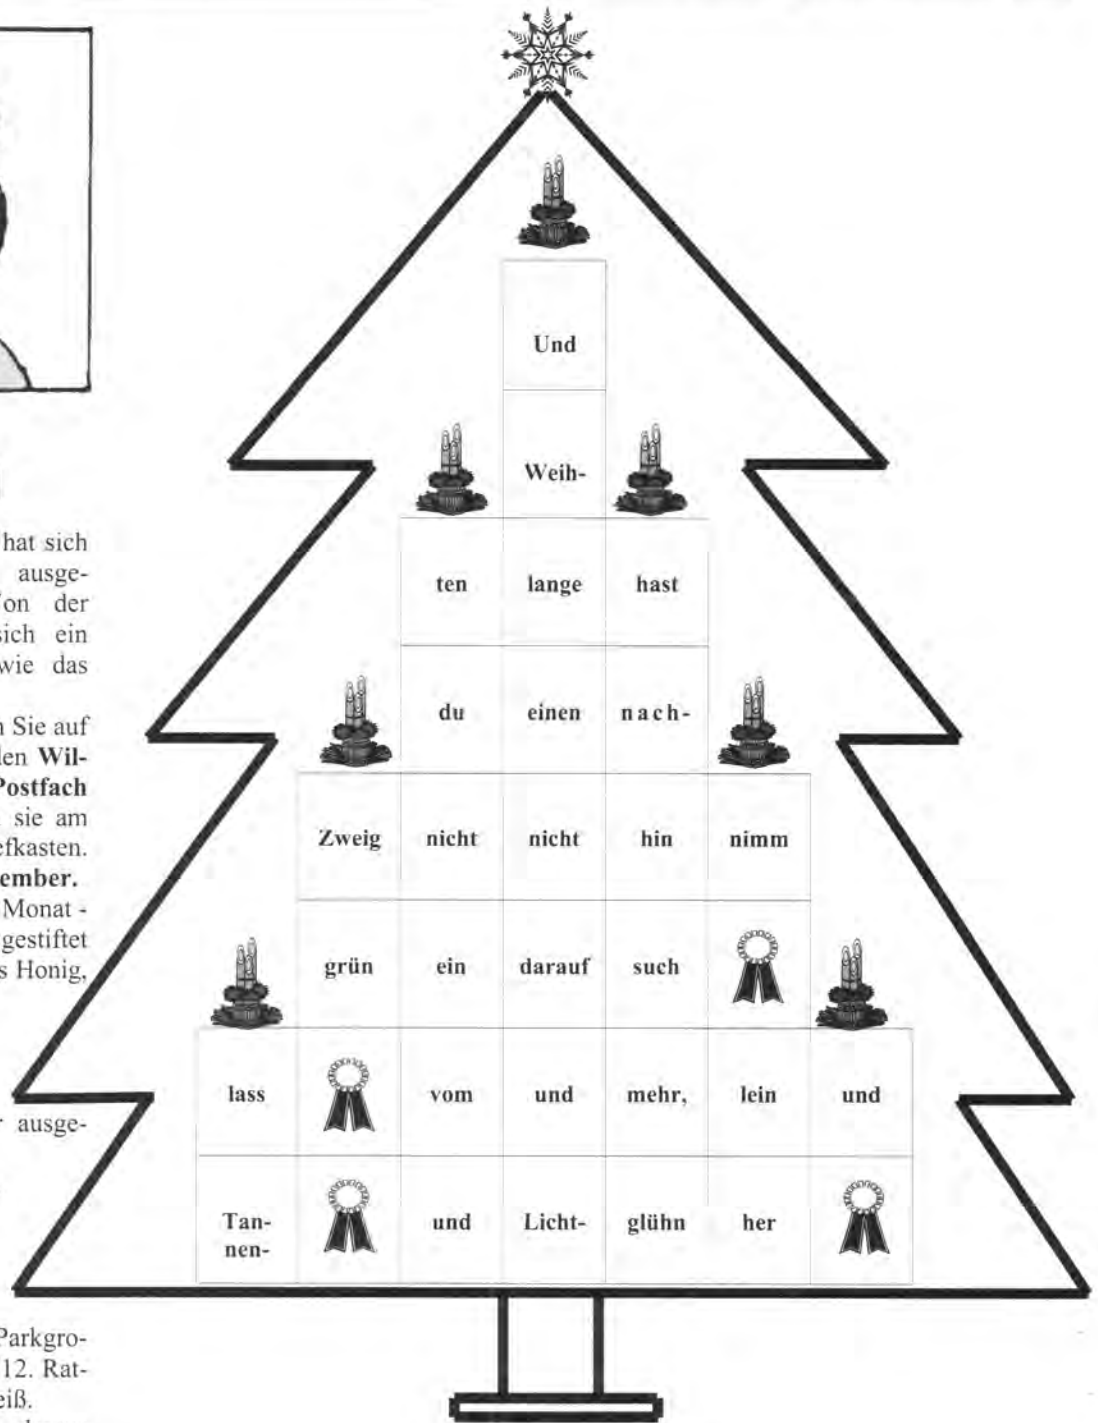 hat sich
ausge-
der
sich ein
wie das
Sie auf
den Wil-
Postfach
sie am
efkasten.
ember.
Monat -
gestiftet
s Honig,
ausge-
Parkgro-
12. Rat-
eiß.
Und
Weih-
ten lange hast
du einen nach-
Zweig nicht nicht hin nimm
grün ein darauf such
lass vom und mehr, lein und
Tan- und Licht- glühn her
nen-